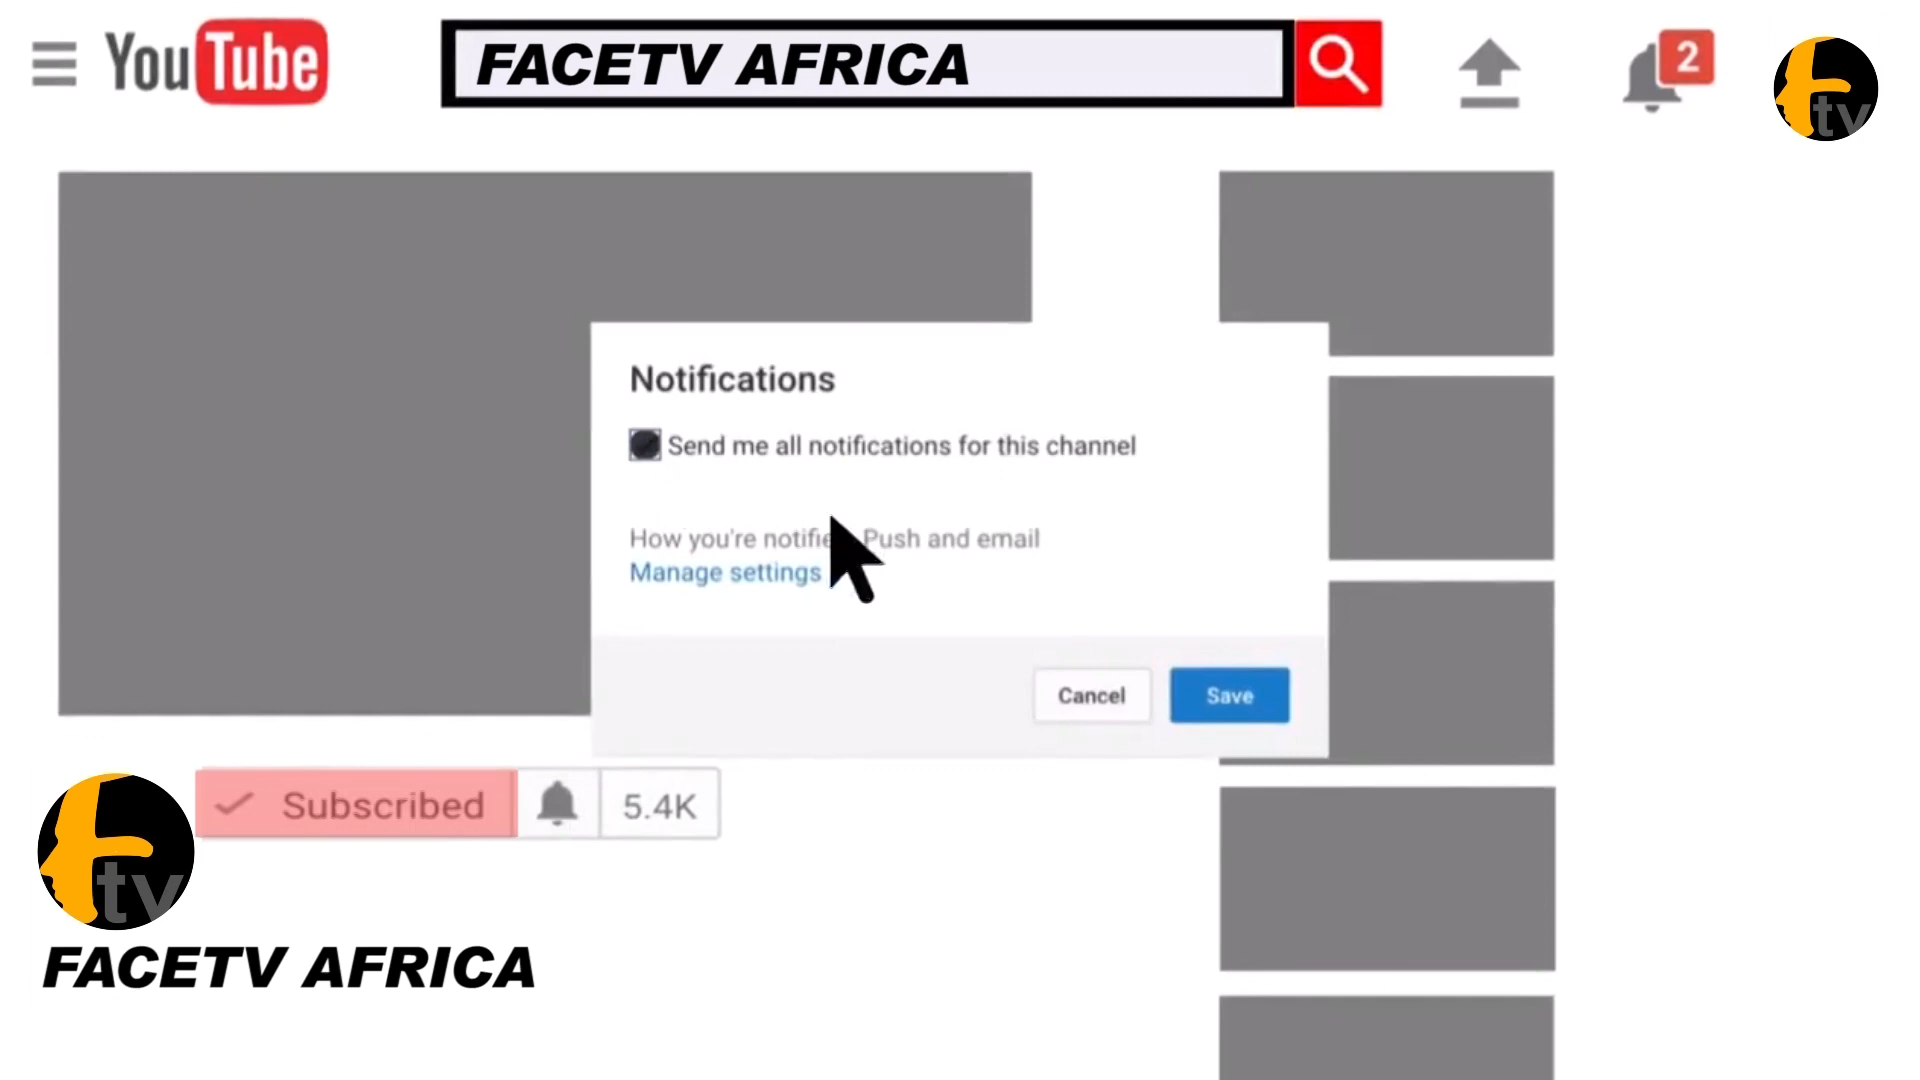 YouTube
FACETV AFRICA
2
tv
Notifications
Send me all notifications for this channel
How you're notifie Push and email
Manage settings
Cancel
Save
Subscribed
5.4K
tv
FACETV AFRICA